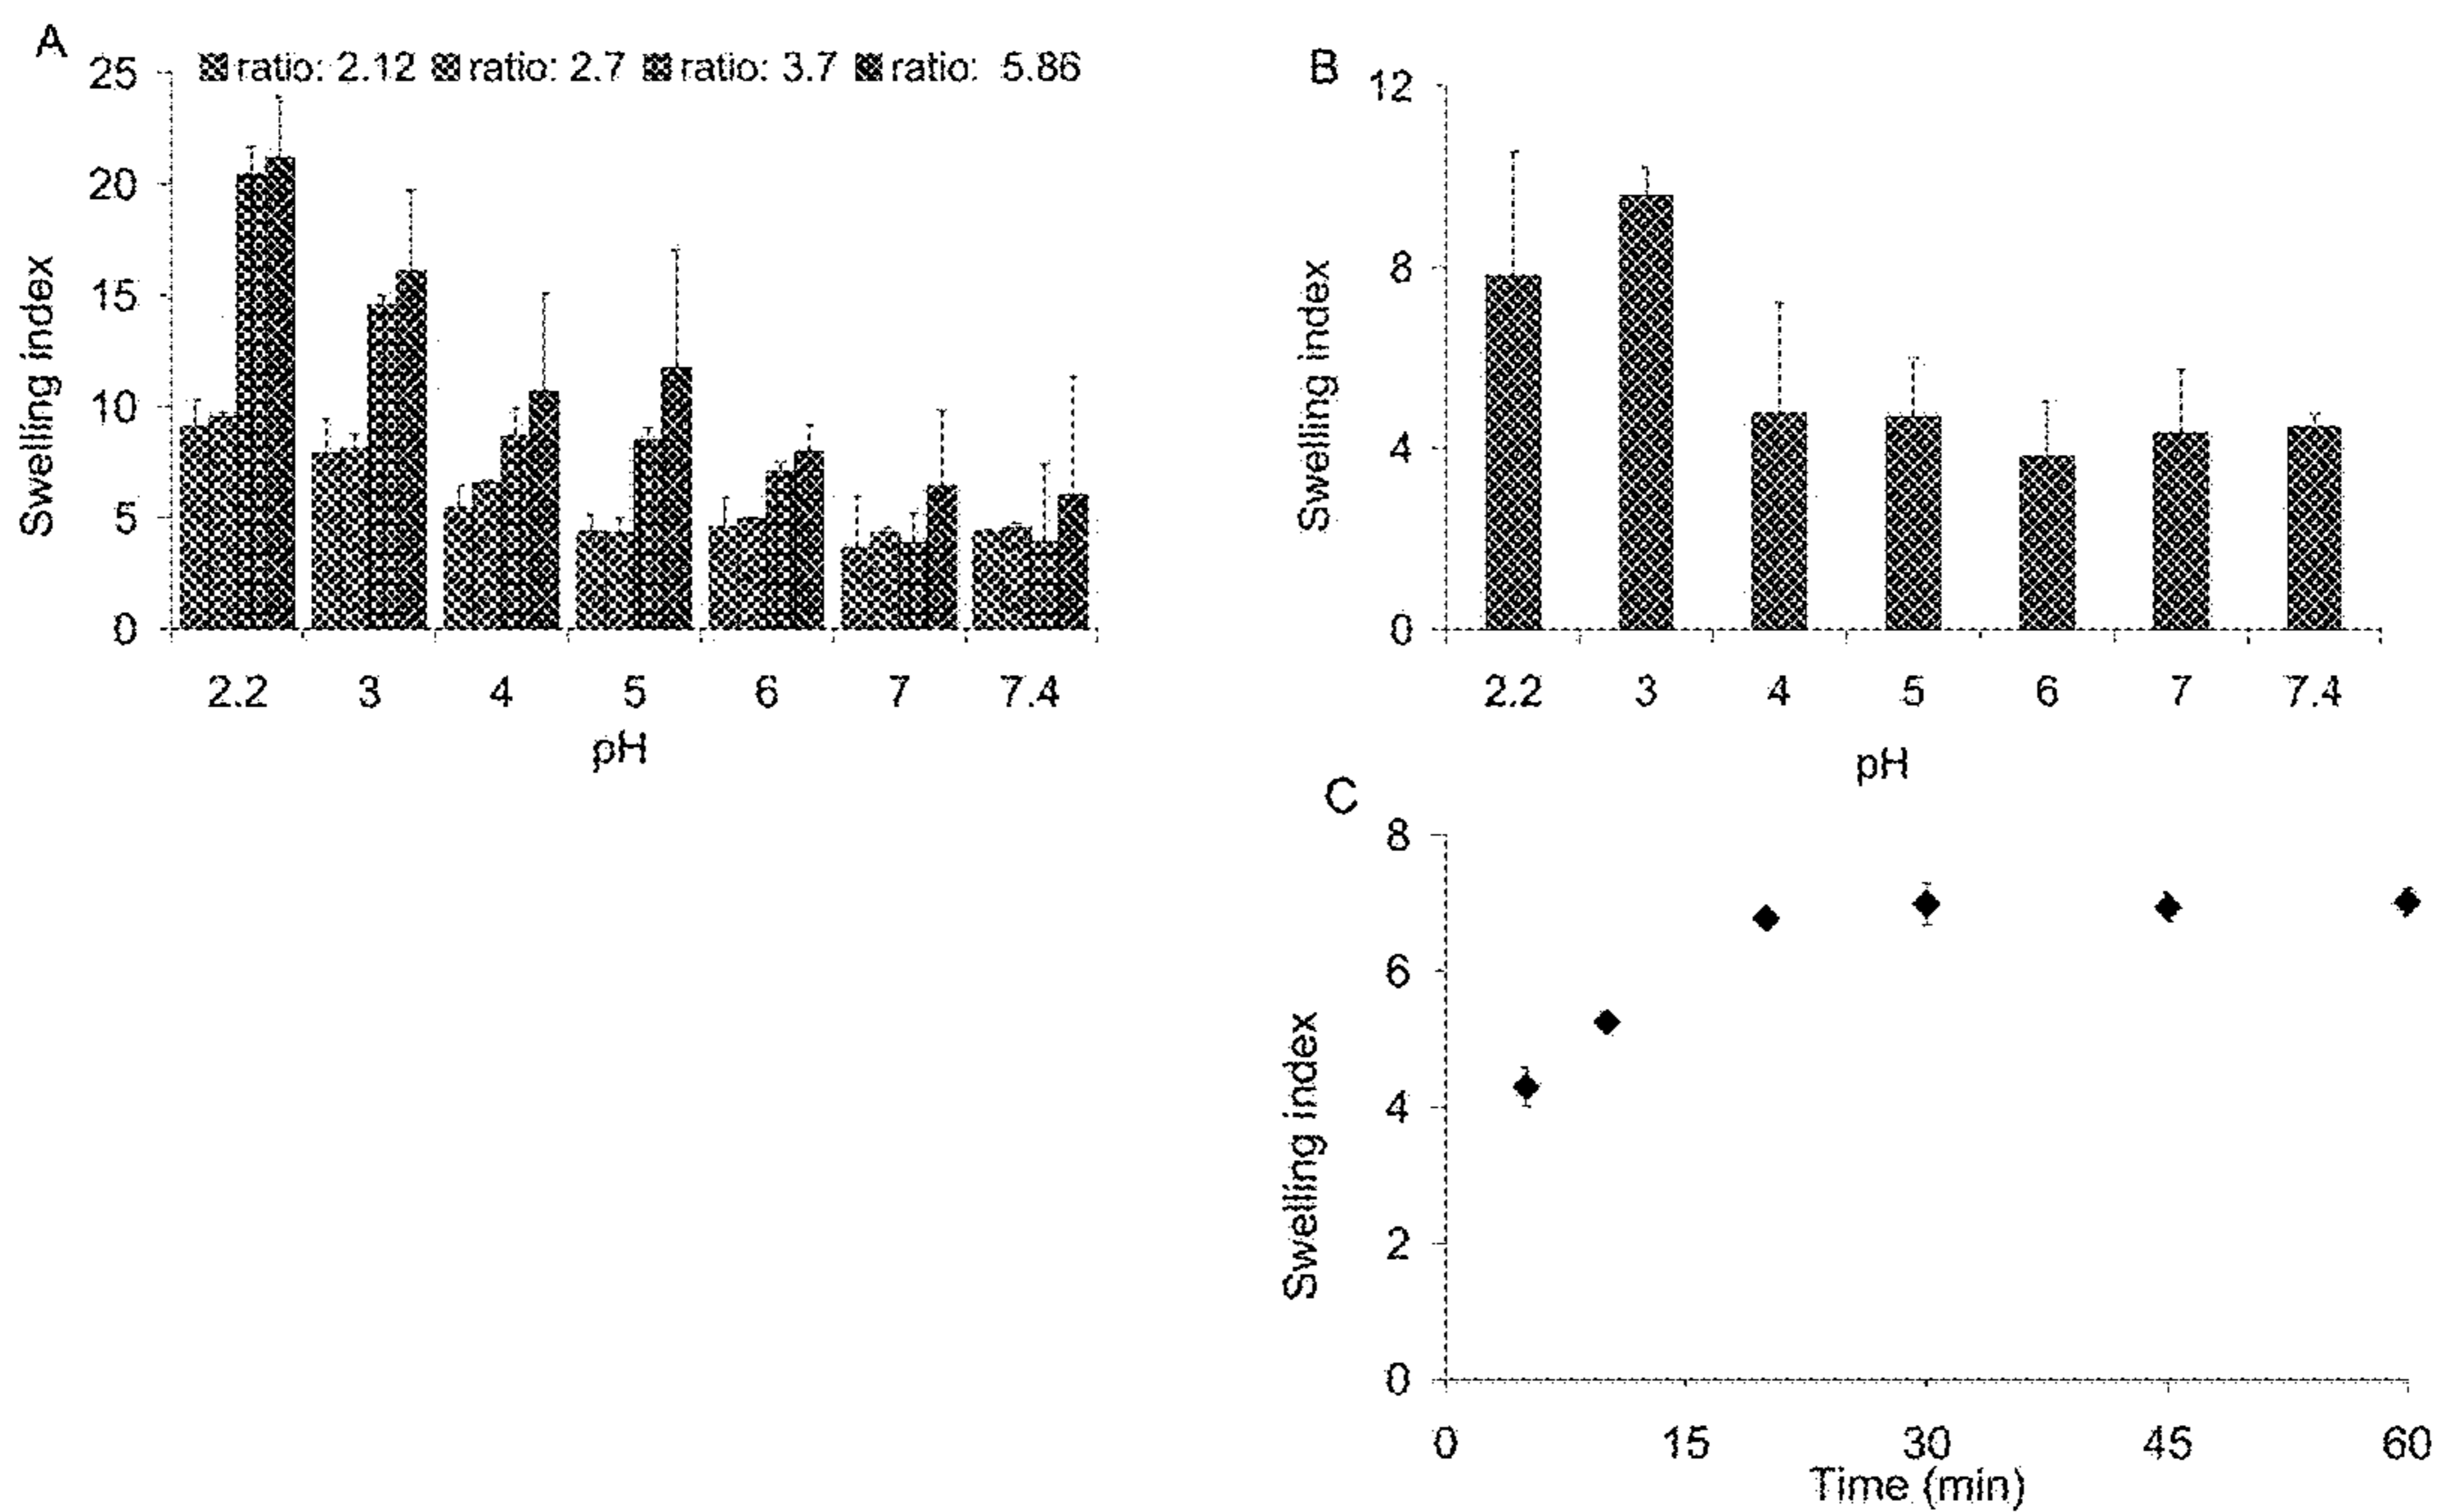 A
ratio: 2.12 ratio: 2.7 ratio: 3.7 ratio: 5.86
25
20
15
10
5
0
Swelling index
2.2 3 4 5 6 7 7.4
pH
B
12
8
4
0
Swelling index
2.2 3 4 5 6 7 7.4
pH
C
8
6
4
2
0
Swelling index
0 15 30 45 60
Time (min)